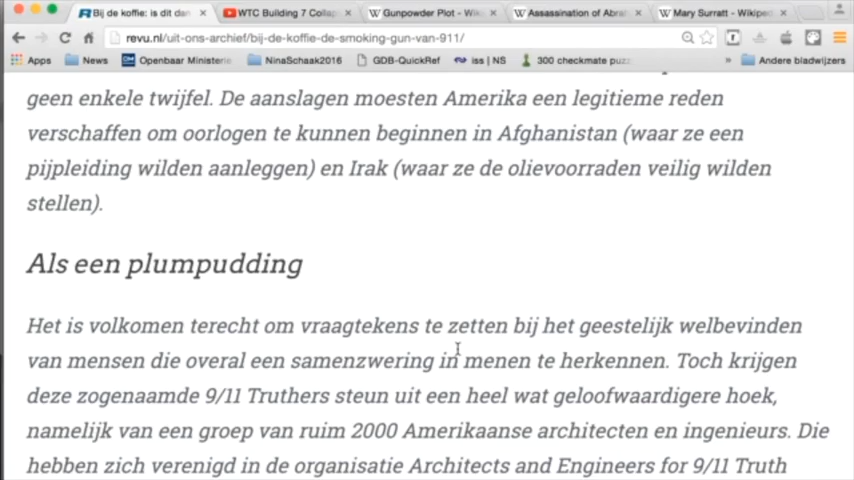 Bij de koffie: is dit dan
WTC Building 7 Collap
Gunpowder Plot - Wiki
Assassination of Abra
Mary Surratt - Wikiped
revu.nl/uit-ons-archief/bij-de-koffie-de-smoking-gun-van-911/
Apps
News
Openbaar Ministerie
NinaSchaak2016
GDB-QuickRef
iss | NS
300 checkmate puzz
» Andere bladwijzers
geen enkele twijfel. De aanslagen moesten Amerika een legitieme reden
verschaffen om oorlogen te kunnen beginnen in Afghanistan (waar ze een
pijpleiding wilden aanleggen) en Irak (waar ze de olievoorraden veilig wilden
stellen).
Als een plumpudding
Het is volkomen terecht om vraagtekens te zetten bij het geestelijk welbevinden
van mensen die overal een samenzwering in menen te herkennen. Toch krijgen
deze zogenaamde 9/11 Truthers steun uit een heel wat geloofwaardigere hoek,
namelijk van een groep van ruim 2000 Amerikaanse architecten en ingenieurs. Die
hebben zich verenigd in de organisatie Architects and Engineers for 9/11 Truth